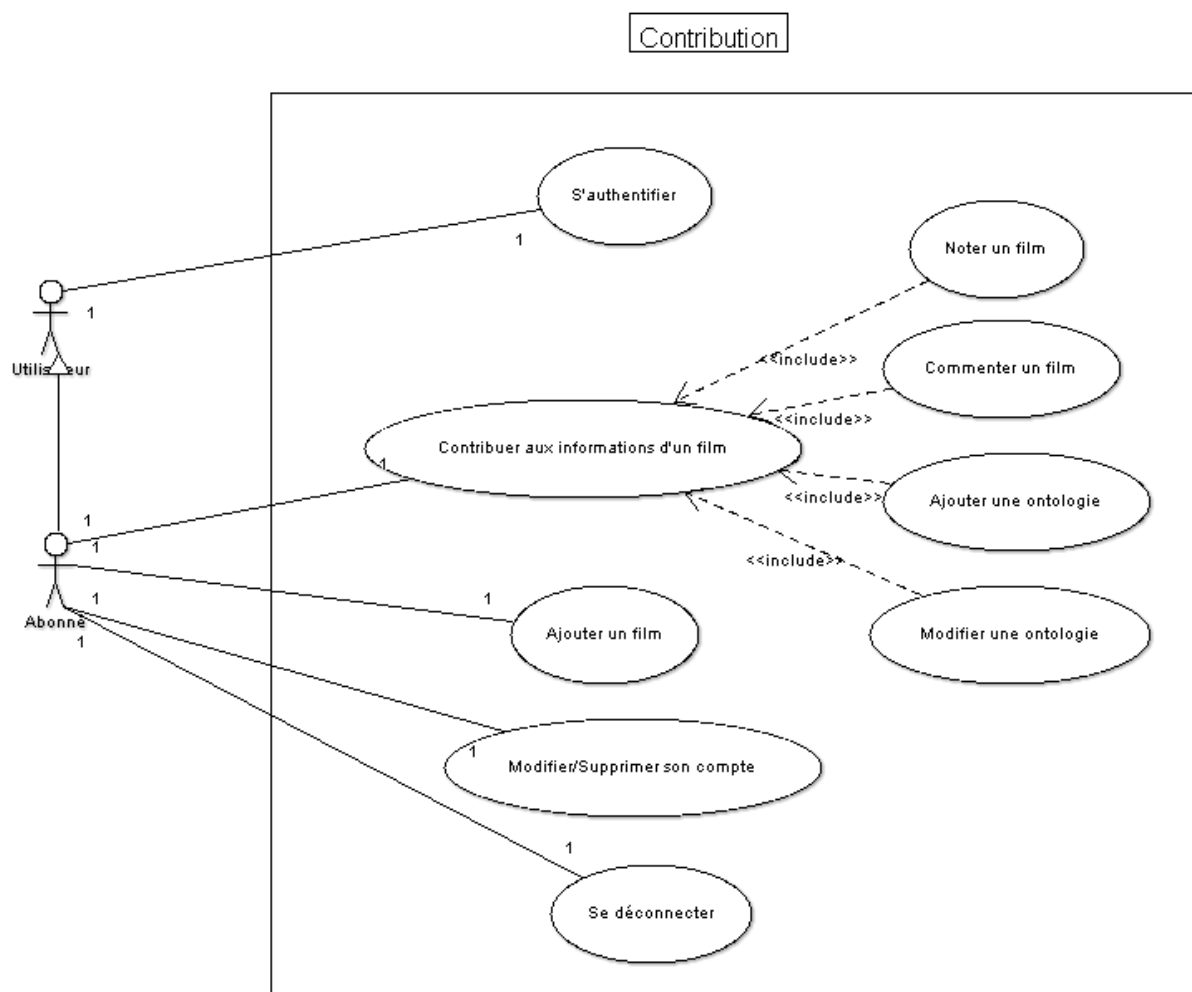 Contribution
S'authentifier
1
Noter un film
1
Utilisateur
<<include>>
Commenter un film
<<include>>
Contribuer aux informations d'un film
1
<<include>>
Ajouter une ontologie
1
1
<<include>>
1
1
Abonné
1
Ajouter un film
Modifier une ontologie
1
Modifier/Supprimer son compte
1
Se déconnecter